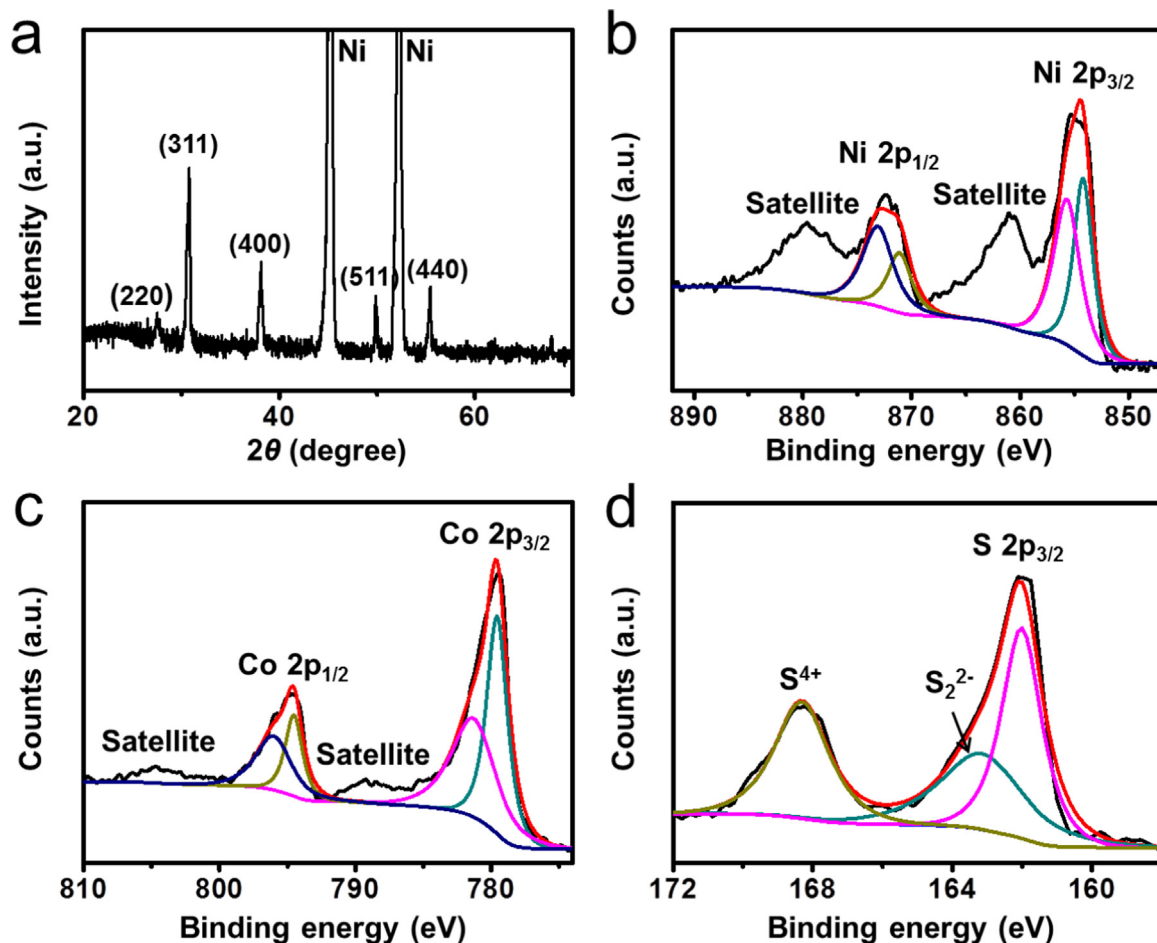 a
Intensity (a.u.)
Ni Ni
(311)
(400)
(220)
(511)
(440)
20 40 60
2θ (degree)
b
Counts (a.u.)
Ni 2p3/2
Ni 2p1/2
Satellite
Satellite
890 880 870 860 850
Binding energy (eV)
c
Counts (a.u.)
Co 2p3/2
Co 2p1/2
Satellite
Satellite
810 800 790 780
Binding energy (eV)
d
Counts (a.u.)
S 2p3/2
S4+
S22-
172 168 164 160
Binding energy (eV)